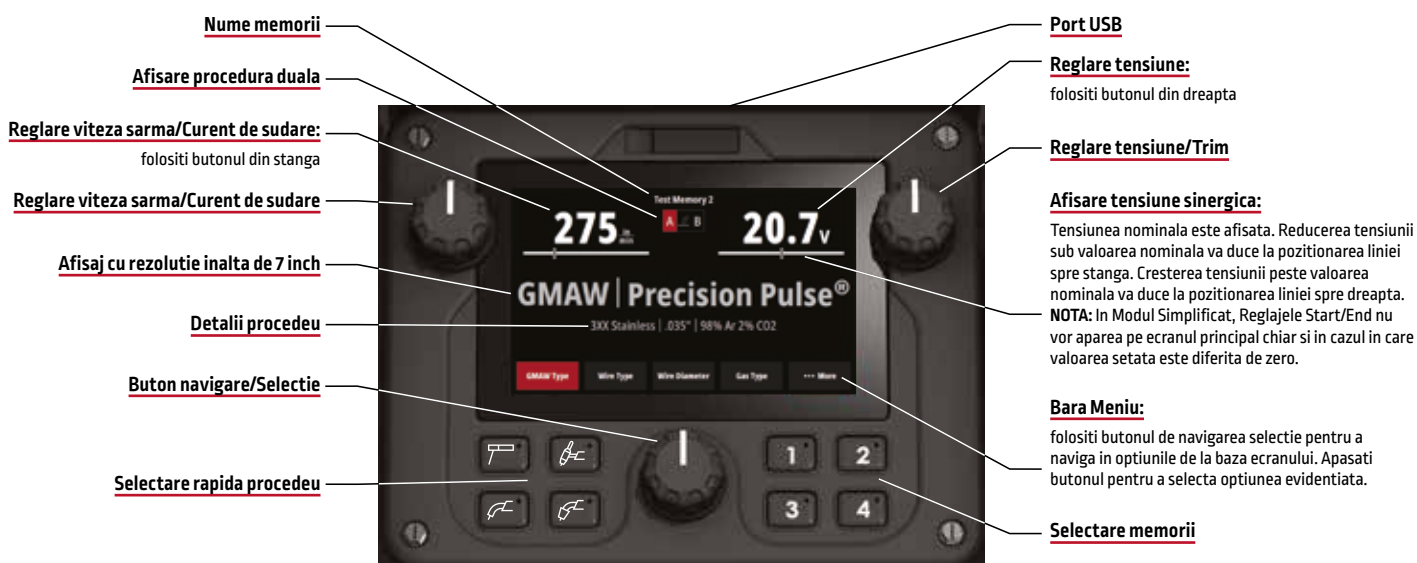 Nume memorii
Afisare procedura duala
Reglare viteza sarma/Curent de sudare:
folositi butonul din stanga
Reglare viteza sarma/Curent de sudare
Afisaj cu rezolutie inalta de 7 inch
Detalii procedeu
Buton navigare/Selectie
Selectare rapida procedeu
Test Memory 2
A B
275 in min
20.7 V
GMAW | Precision Pulse®
3XX Stainless | .035" | 98% Ar 2% CO2
GMAW Type Wire Type Wire Diameter Gas Type ••• More
1 2
3 4
Port USB
Reglare tensiune:
folositi butonul din dreapta
Reglare tensiune/Trim
Afisare tensiune sinergica:
Tensiunea nominala este afisata. Reducerea tensiunii
sub valoarea nominala va duce la pozitionarea liniei
spre stanga. Cresterea tensiunii peste valoarea
nominala va duce la pozitionarea liniei spre dreapta.
NOTA: In Modul Simplificat, Reglajele Start/End nu
vor aparea pe ecranul principal chiar si in cazul in care
valoarea setata este diferita de zero.
Bara Meniu:
folositi butonul de navigarea selectie pentru a
naviga in optiunile de la baza ecranului. Apasati
butonul pentru a selecta optiunea evidentiata.
Selectare memorii